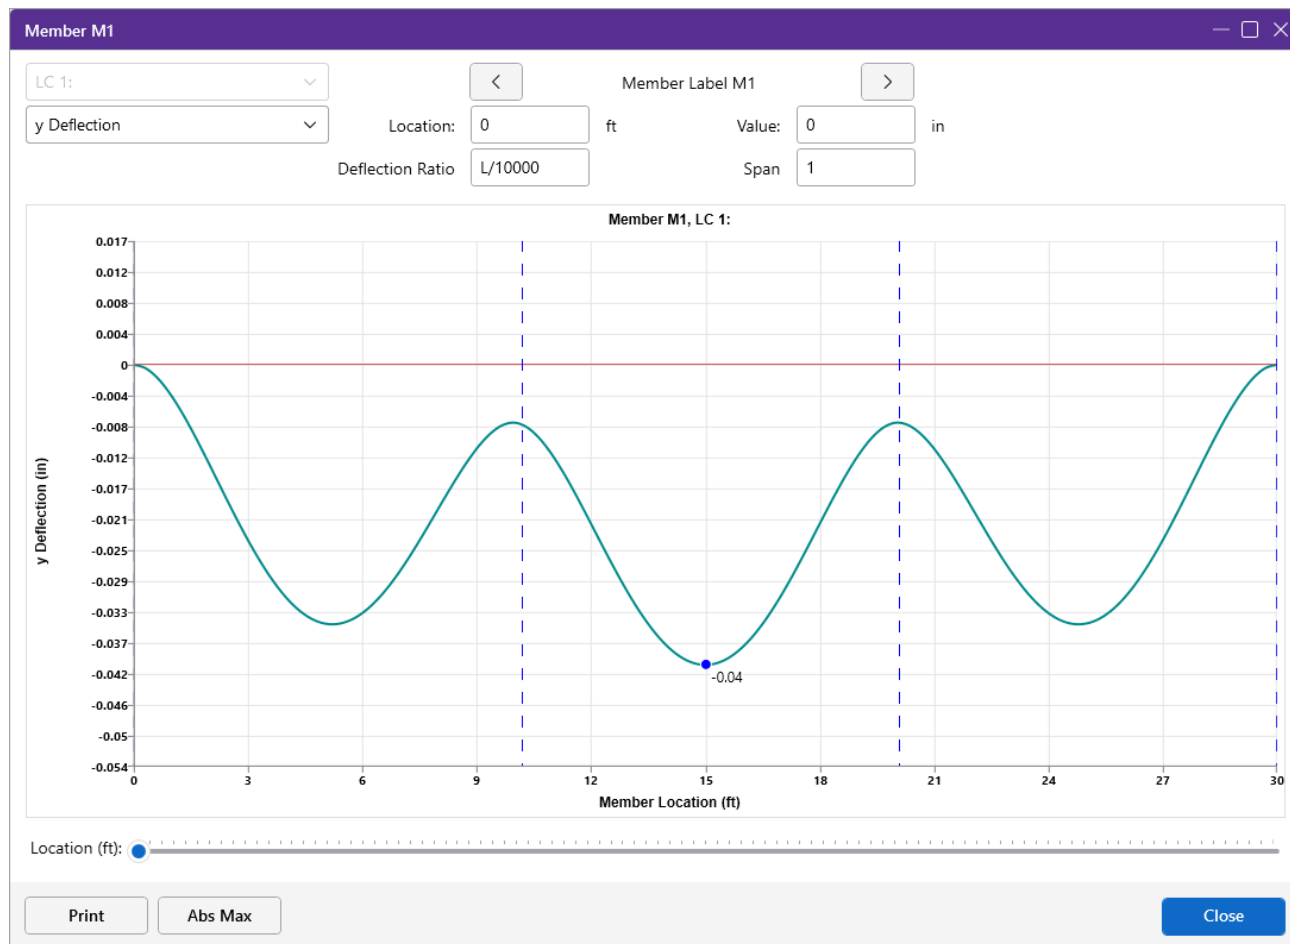 Member M1
LC 1:
Member Label M1
y Deflection
Location: 0 ft Value: 0 in
Deflection Ratio L/10000 Span 1
Member M1, LC 1:
0.017
0.012
0.008
0.004
0
-0.004
-0.008
-0.012
-0.017
-0.021
-0.025
-0.029
-0.033
-0.037
-0.042
-0.046
-0.05
-0.054
y Deflection (in)
-0.04
0 3 6 9 12 15 18 21 24 27 30
Member Location (ft)
Location (ft):
Print Abs Max Close